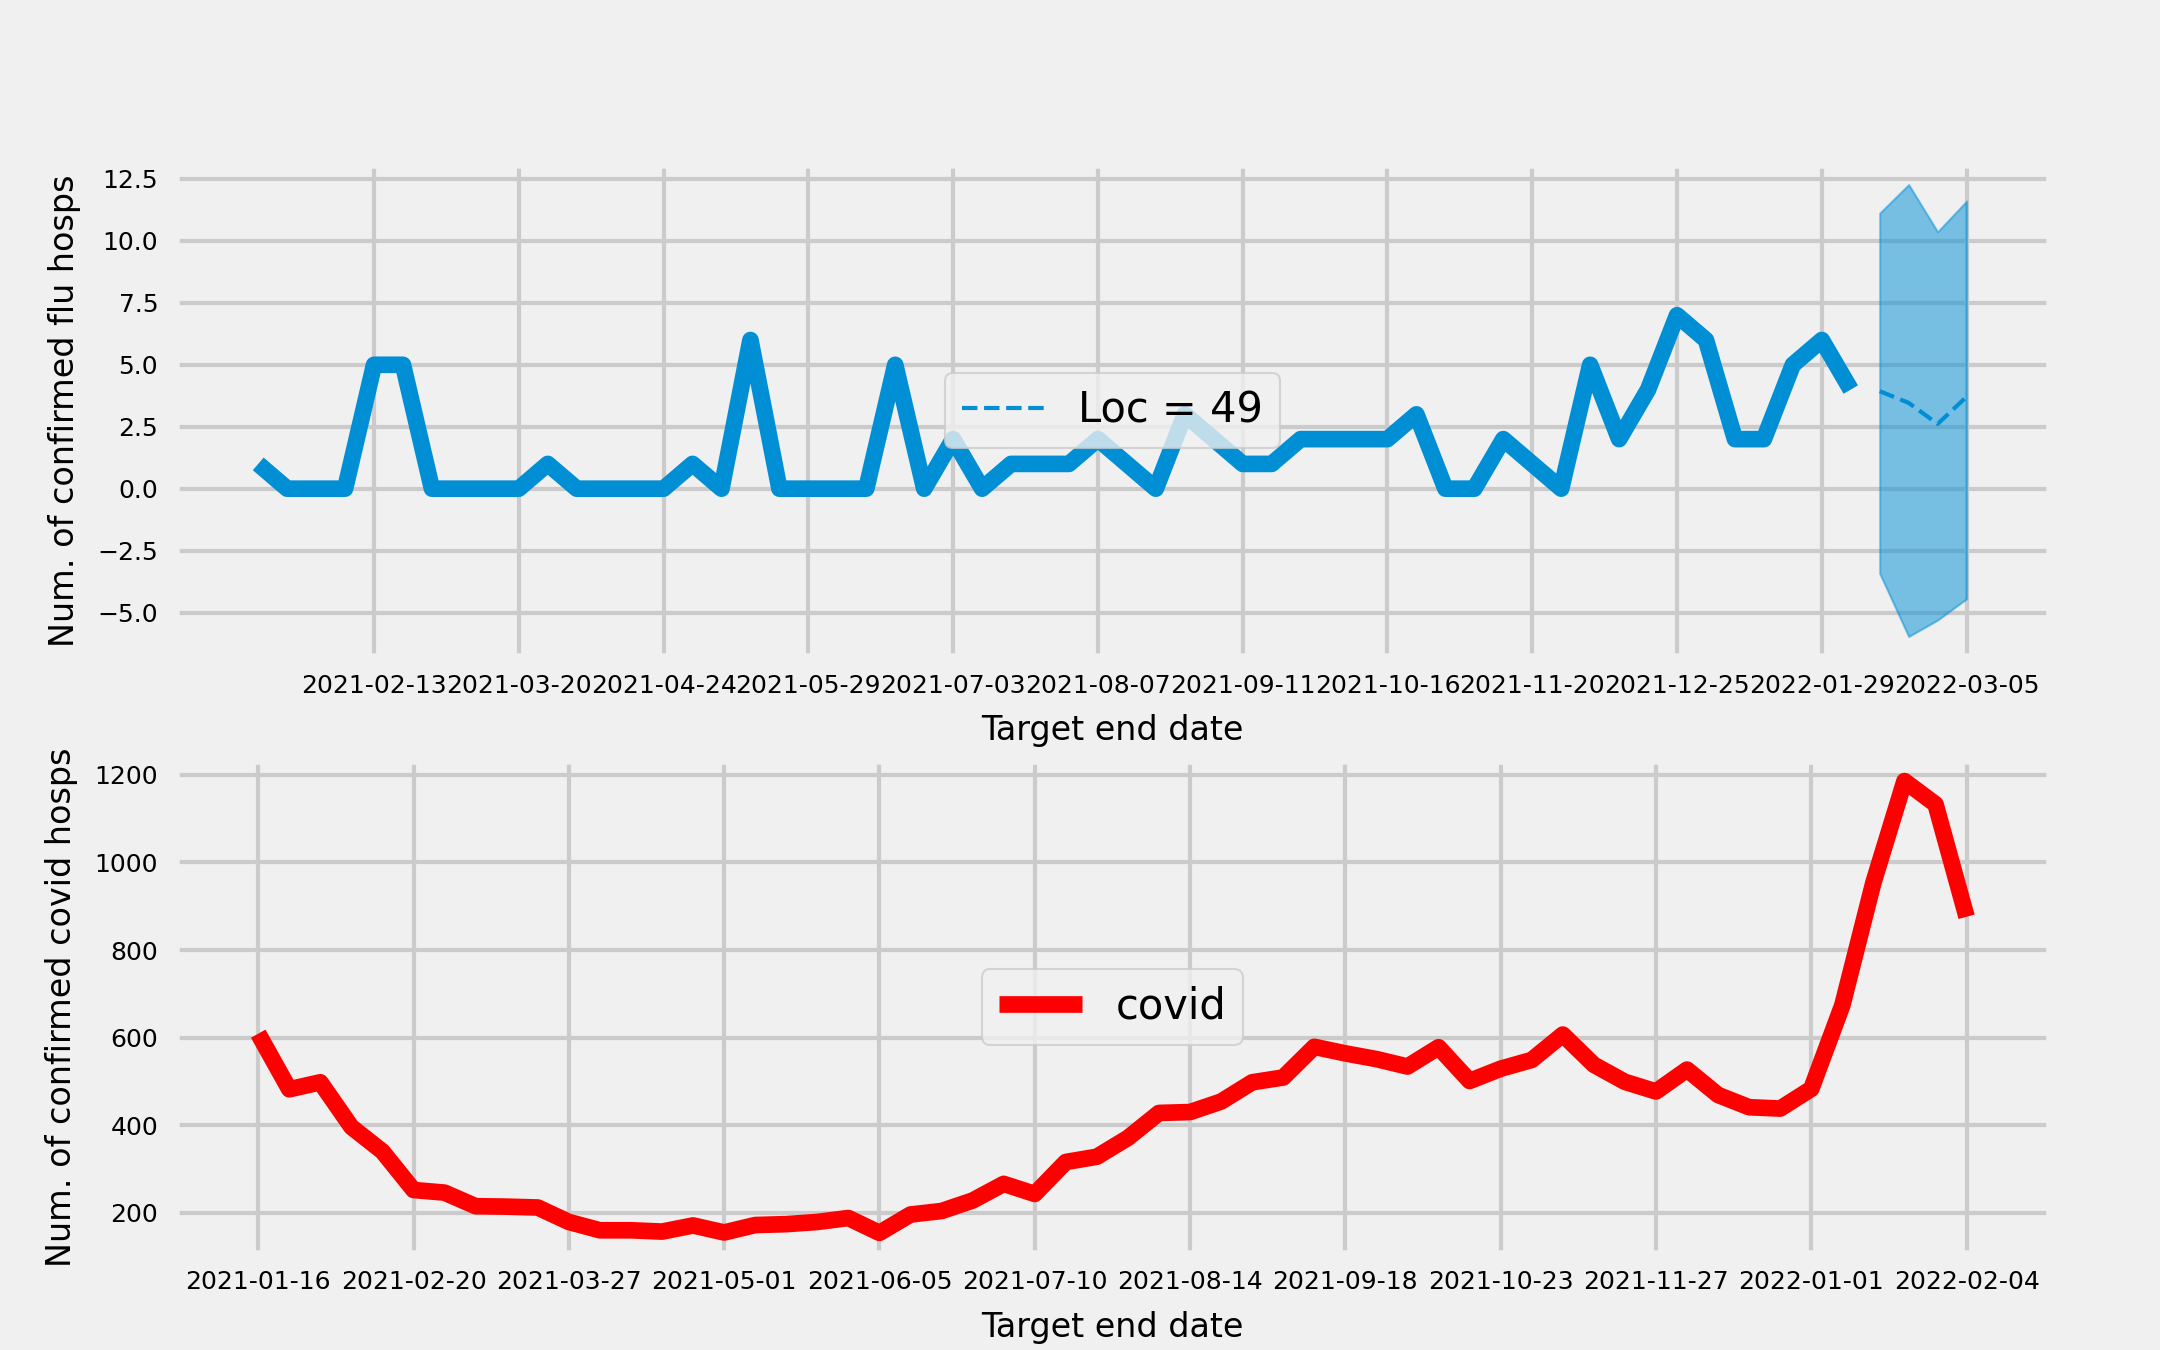 Num. of confirmed flu hosps
12.5
10.0
7.5
5.0
2.5
0.0
−2.5
−5.0
Loc = 49
2021-02-13 2021-03-20 2021-04-24 2021-05-29 2021-07-03 2021-08-07 2021-09-11 2021-10-16 2021-11-20 2021-12-25 2022-01-29 2022-03-05
Target end date
Num. of confirmed covid hosps
1200
1000
800
600
400
200
covid
2021-01-16 2021-02-20 2021-03-27 2021-05-01 2021-06-05 2021-07-10 2021-08-14 2021-09-18 2021-10-23 2021-11-27 2022-01-01 2022-02-04
Target end date